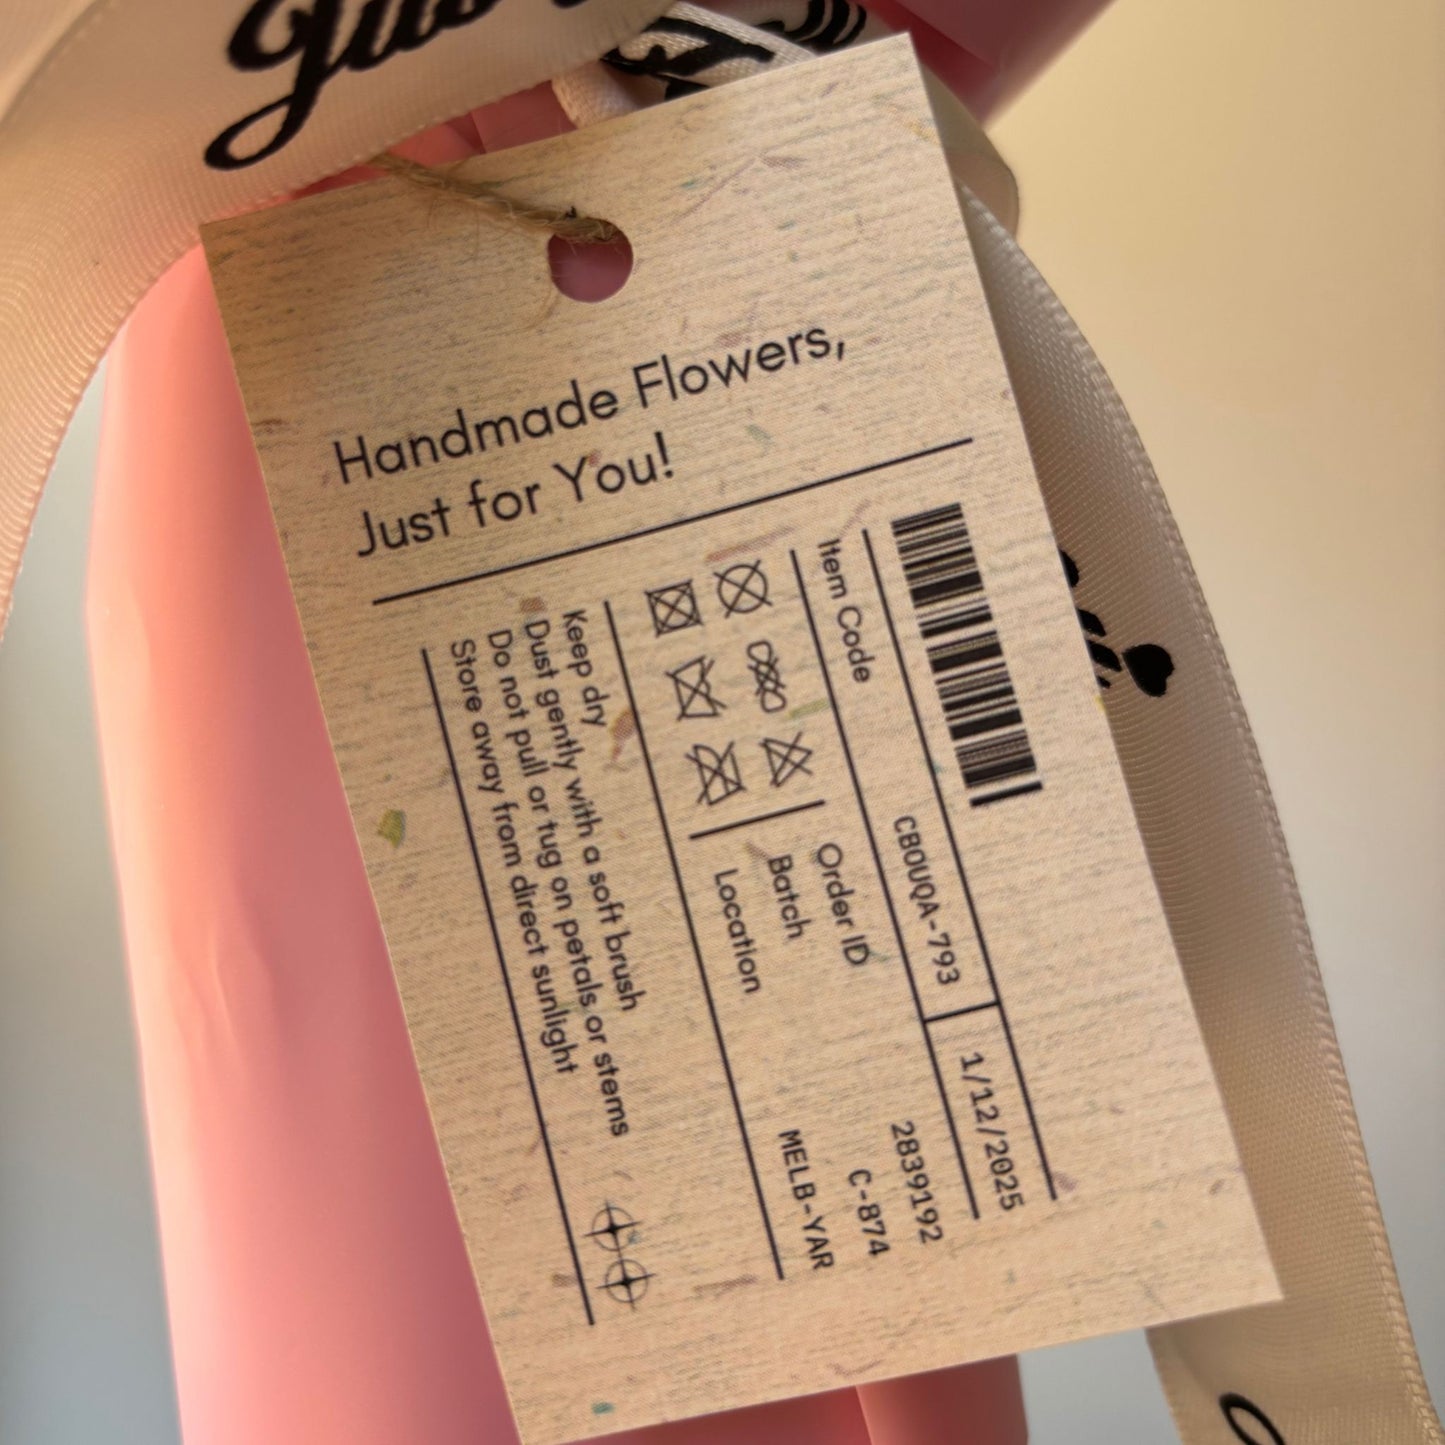 Just
Handmade Flowers,
Just for You!
Item Code
CBOUQA-793
1/12/2025
Order ID
2839192
Batch
C-874
Location
MELB-YAR
Keep dry
Dust gently with a soft brush
Do not pull or tug on petals or stems
Store away from direct sunlight